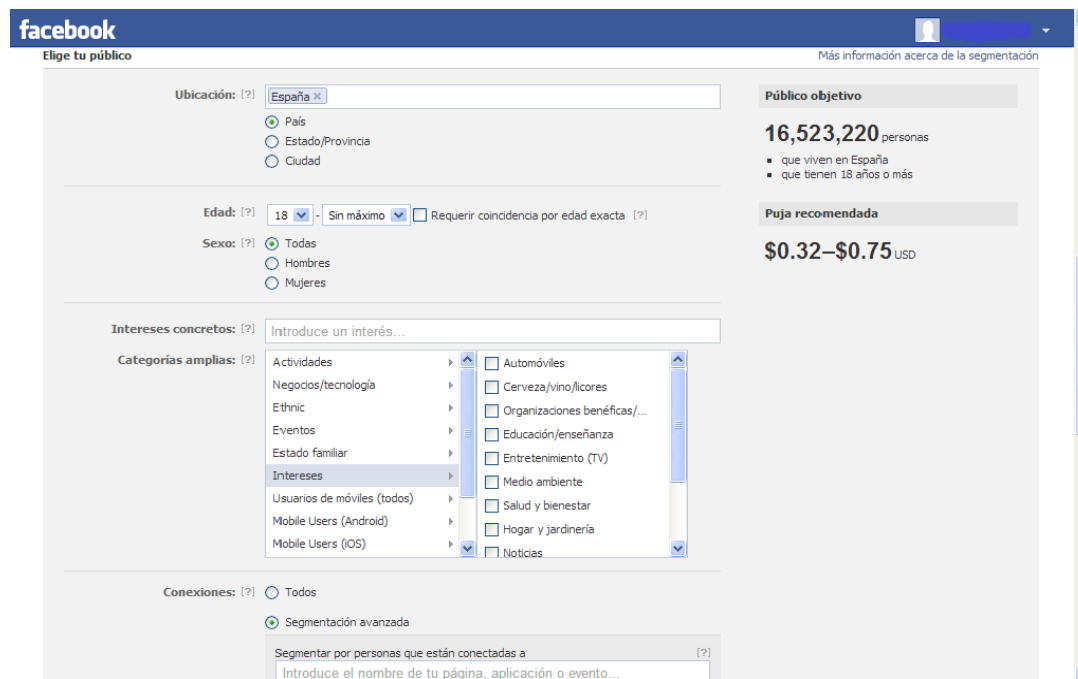 facebook
Elige tu público
Más información acerca de la segmentación
Ubicación: [?] España ×
País
Estado/Provincia
Ciudad
Edad: [?] 18 - Sin máximo Requerir coincidencia por edad exacta [?]
Sexo: [?] Todas
Hombres
Mujeres
Intereses concretos: [?] Introduce un interés...
Categorías amplias: [?]
Actividades
Negocios/tecnología
Ethnic
Eventos
Estado familiar
Intereses
Usuarios de móviles (todos)
Mobile Users (Android)
Mobile Users (iOS)
Automóviles
Cerveza/vino/licores
Organizaciones benéficas/...
Educación/enseñanza
Entretenimiento (TV)
Medio ambiente
Salud y bienestar
Hogar y jardinería
Noticias
Conexiones: [?] Todos
Segmentación avanzada
Segmentar por personas que están conectadas a [?]
Introduce el nombre de tu página, aplicación o evento...
Público objetivo
16,523,220 personas
que viven en España
que tienen 18 años o más
Puja recomendada
$0.32–$0.75 USD